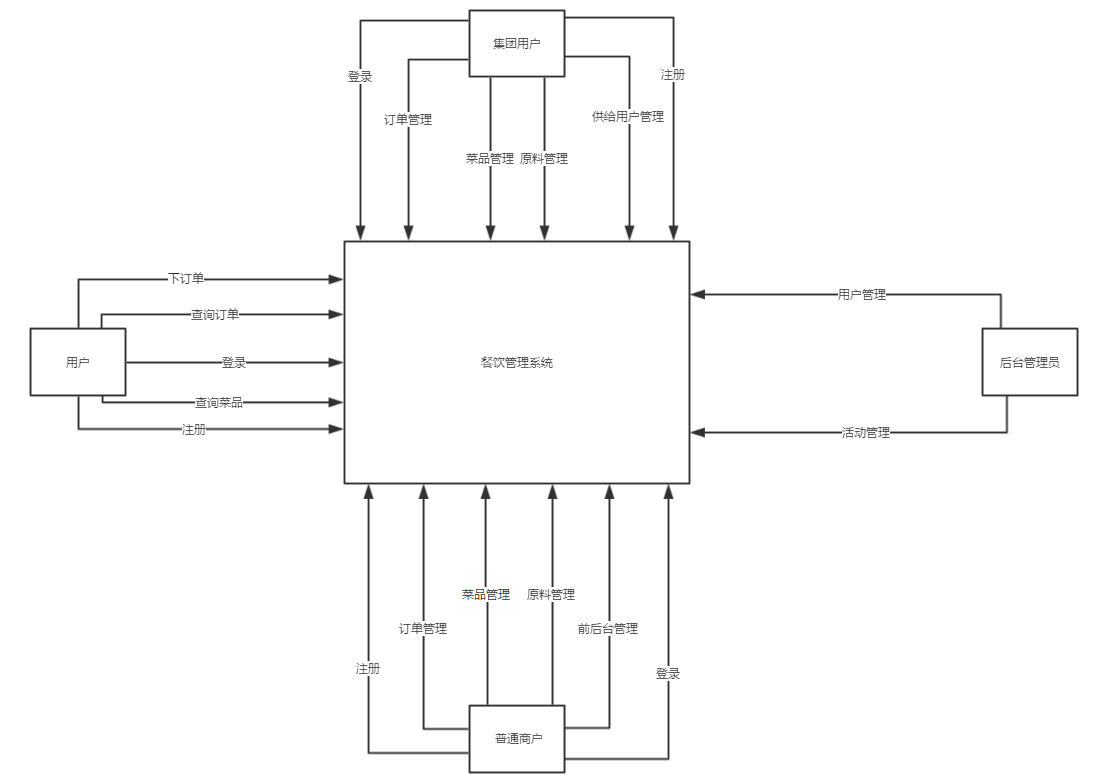 集团用户
登录
注册
订单管理
供给用户管理
菜品管理
原料管理
下订单
用户管理
查询订单
用户
登录
餐饮管理系统
后台管理员
查询菜品
注册
活动管理
菜品管理
原料管理
订单管理
前后台管理
注册
登录
普通商户